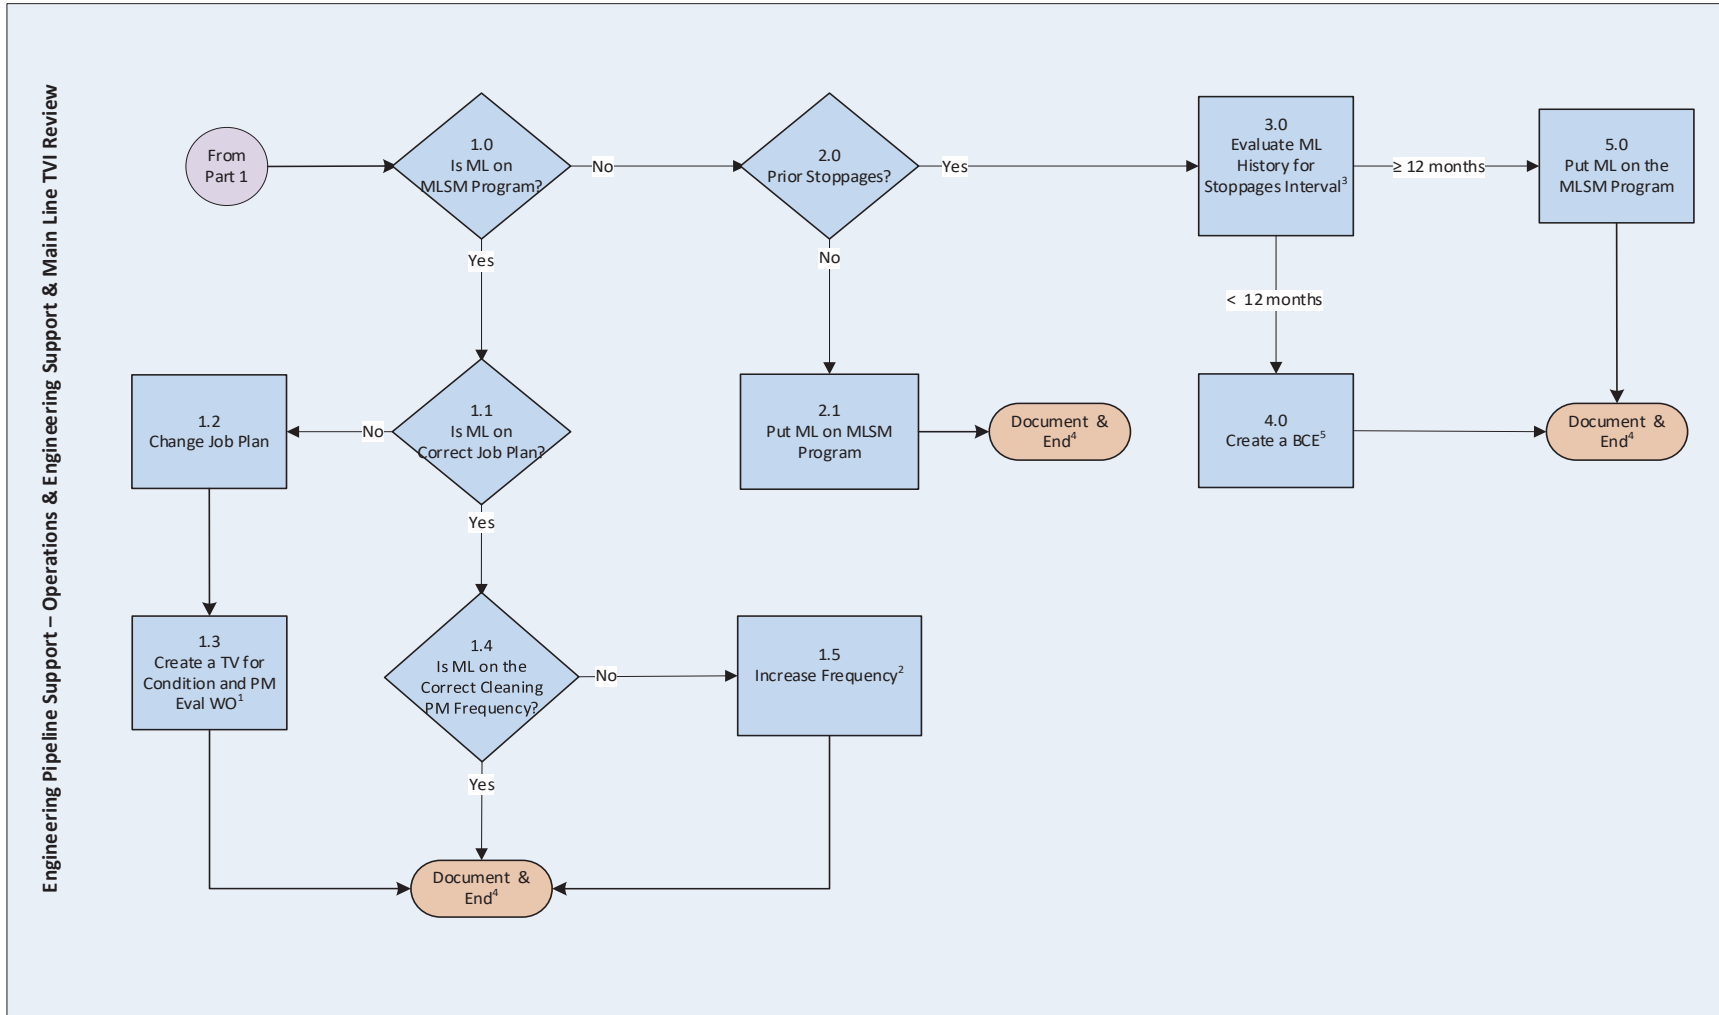 Engineering Pipeline Support – Operations & Engineering Support & Main Line TVI Review
From
Part 1
1.0
Is ML on
MLSM Program?
No
2.0
Prior Stoppages?
Yes
3.0
Evaluate ML
History for
Stoppages Interval³
≥ 12 months
5.0
Put ML on the
MLSM Program
Yes
No
< 12 months
1.2
Change Job Plan
No
1.1
Is ML on
Correct Job Plan?
2.1
Put ML on MLSM
Program
Document &
End⁴
4.0
Create a BCE⁵
Document &
End⁴
Yes
1.3
Create a TV for
Condition and PM
Eval WO¹
1.4
Is ML on the
Correct Cleaning
PM Frequency?
No
1.5
Increase Frequency²
Yes
Document &
End⁴